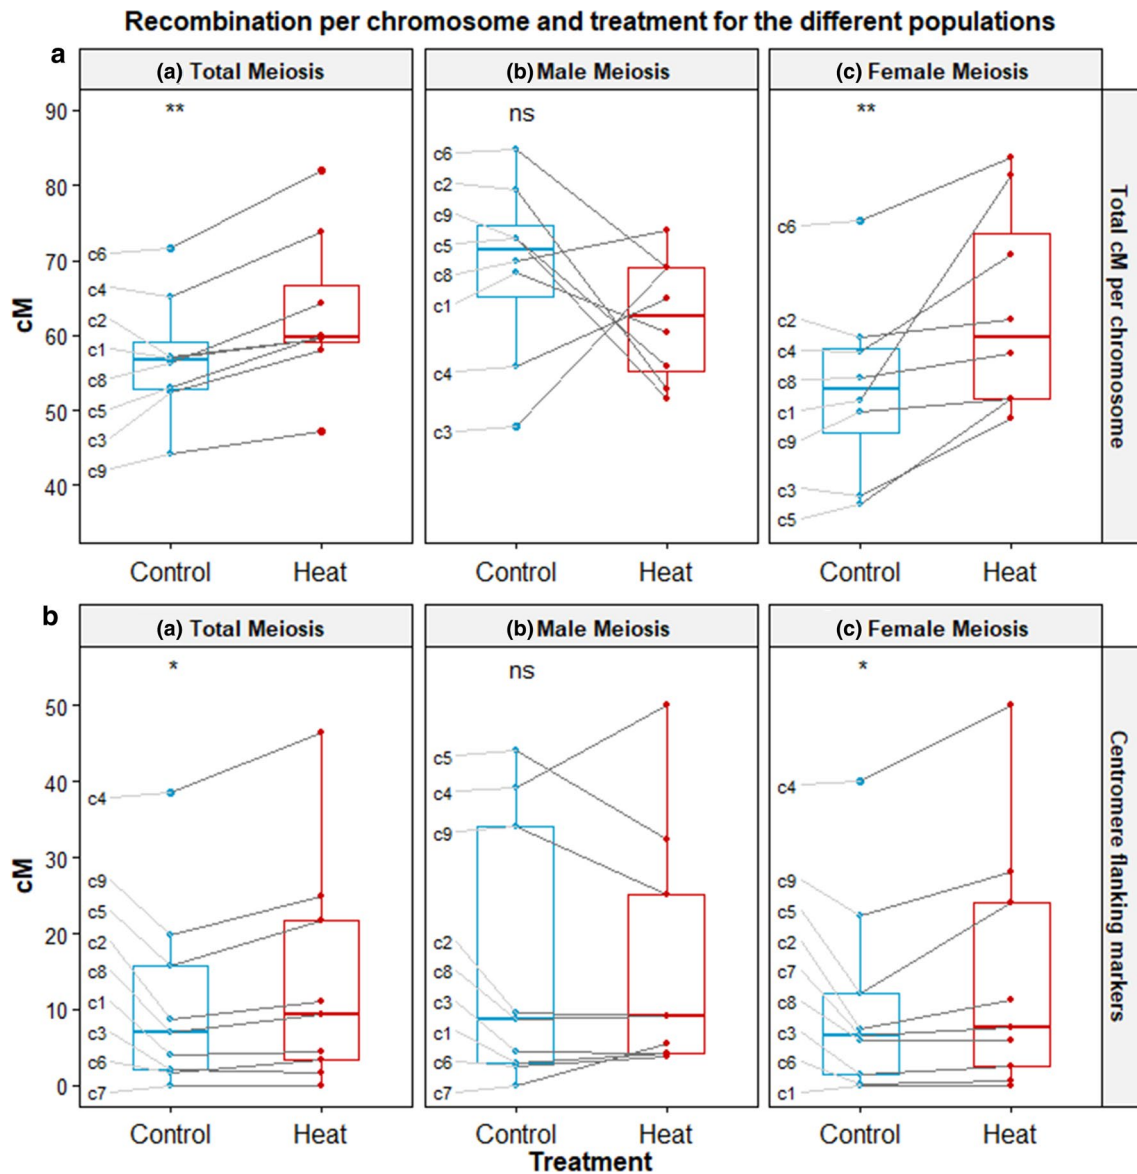 Recombination per chromosome and treatment for the different populations
a
(a) Total Meiosis
(b) Male Meiosis
(c) Female Meiosis
**
ns
**
90
80
70
60
50
40
cM
c6
c4
c2
c1
c8
c5
c3
c9
c6
c2
c9
c5
c8
c1
c4
c3
c6
c2
c4
c8
c1
c9
c3
c5
Total cM per chromosome
Control Heat
Control Heat
Control Heat
b
(a) Total Meiosis
(b) Male Meiosis
(c) Female Meiosis
*
ns
*
50
40
30
20
10
0
cM
c4
c9
c5
c2
c8
c1
c3
c6
c7
c5
c4
c9
c2
c8
c3
c1
c6
c7
c4
c9
c5
c2
c7
c8
c3
c6
c1
Centromere flanking markers
Control Heat
Control Heat
Control Heat
Treatment